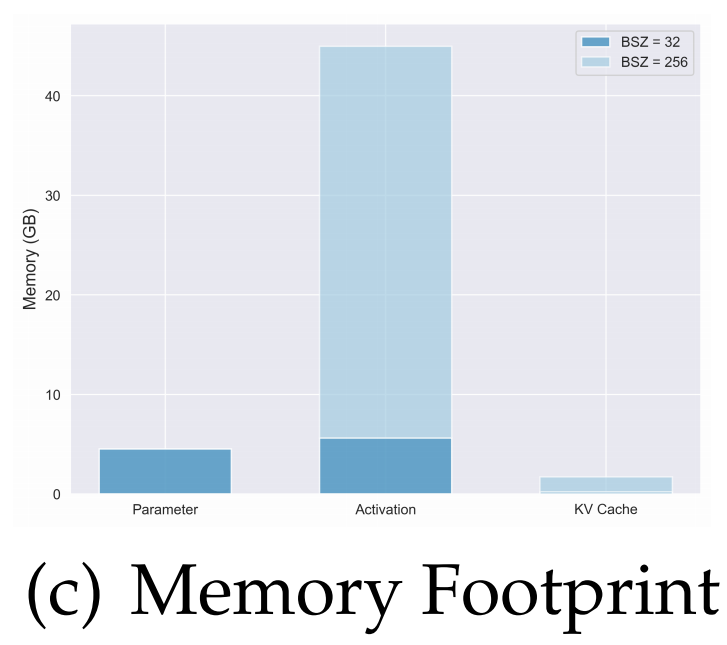 BSZ = 32
BSZ = 256
Memory (GB)
40
30
20
10
0
Parameter
Activation
KV Cache
(c) Memory Footprint